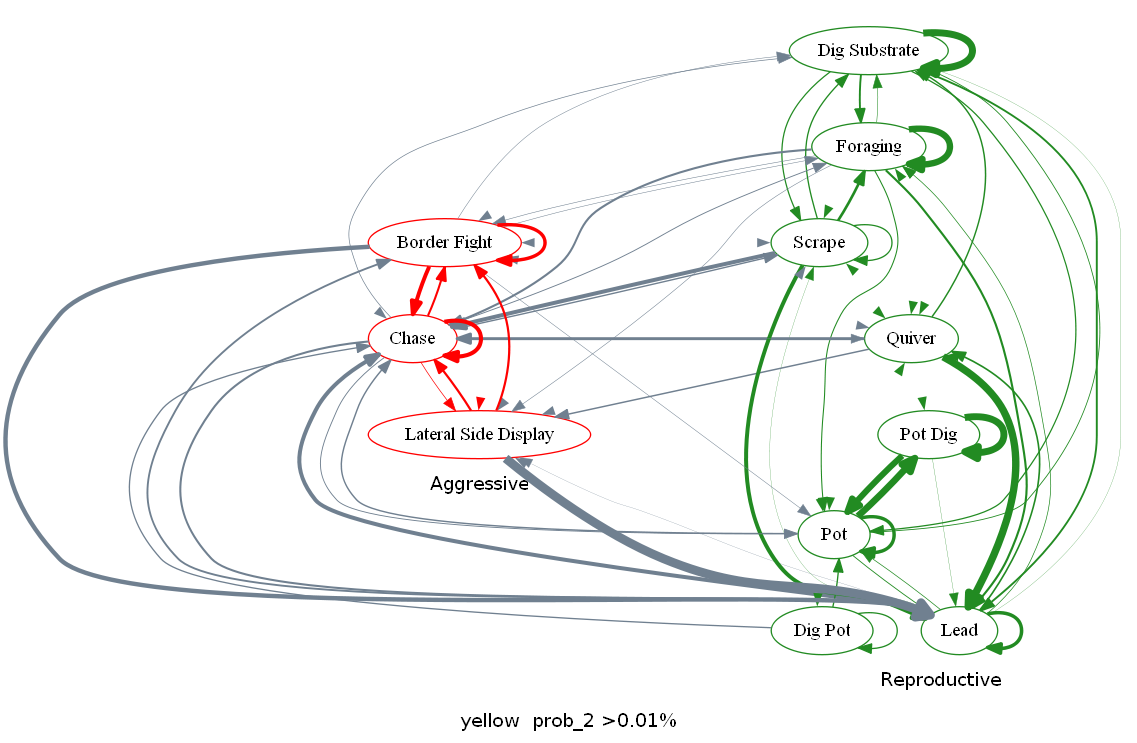 Dig Substrate
Foraging
Border Fight
Scrape
Chase
Quiver
Lateral Side Display
Pot Dig
Aggressive
Pot
Dig Pot
Lead
Reproductive
yellow prob_2 >0.01%